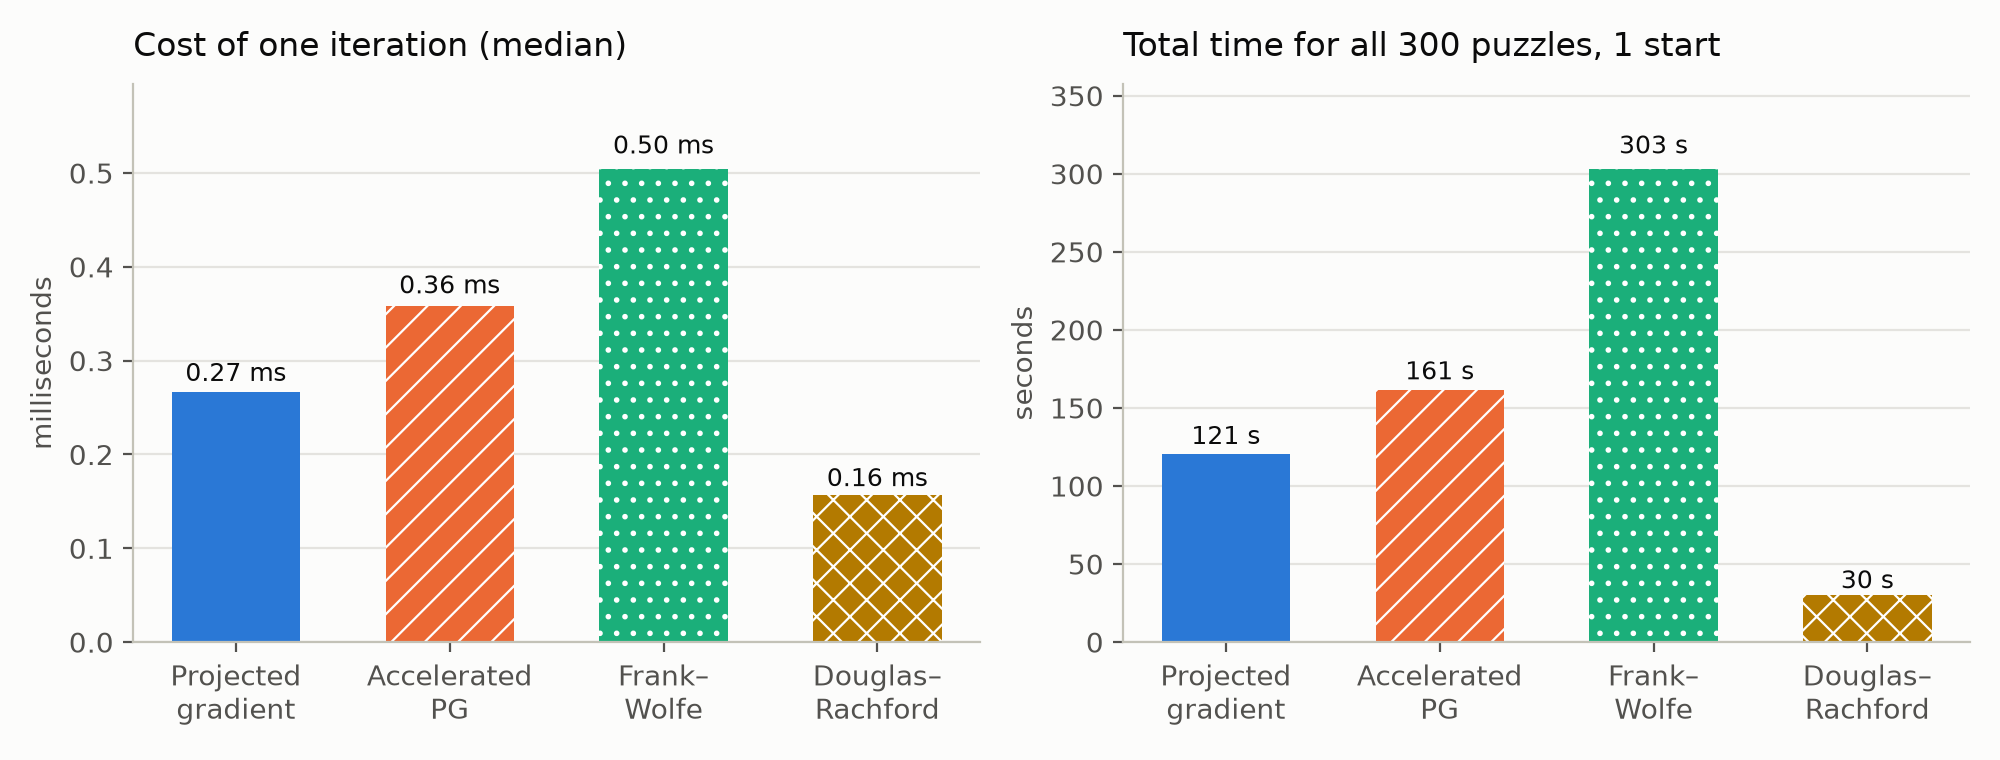 Cost of one iteration (median)
milliseconds
0.5
0.4
0.3
0.2
0.1
0.0
0.27 ms
0.36 ms
0.50 ms
0.16 ms
Projected
gradient
Accelerated
PG
Frank–
Wolfe
Douglas–
Rachford
Total time for all 300 puzzles, 1 start
seconds
350
300
250
200
150
100
50
0
121 s
161 s
303 s
30 s
Projected
gradient
Accelerated
PG
Frank–
Wolfe
Douglas–
Rachford